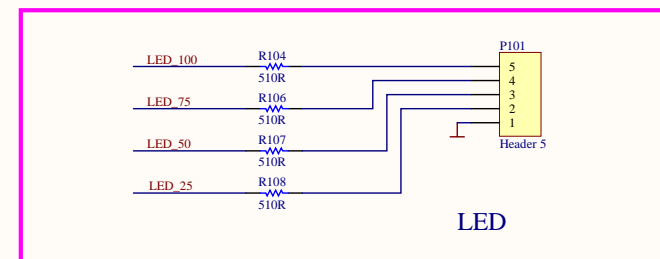 P101
LED_100
R104
510R
5
4
3
2
1
LED_75
R106
510R
LED_50
R107
510R
Header 5
LED_25
R108
510R
LED